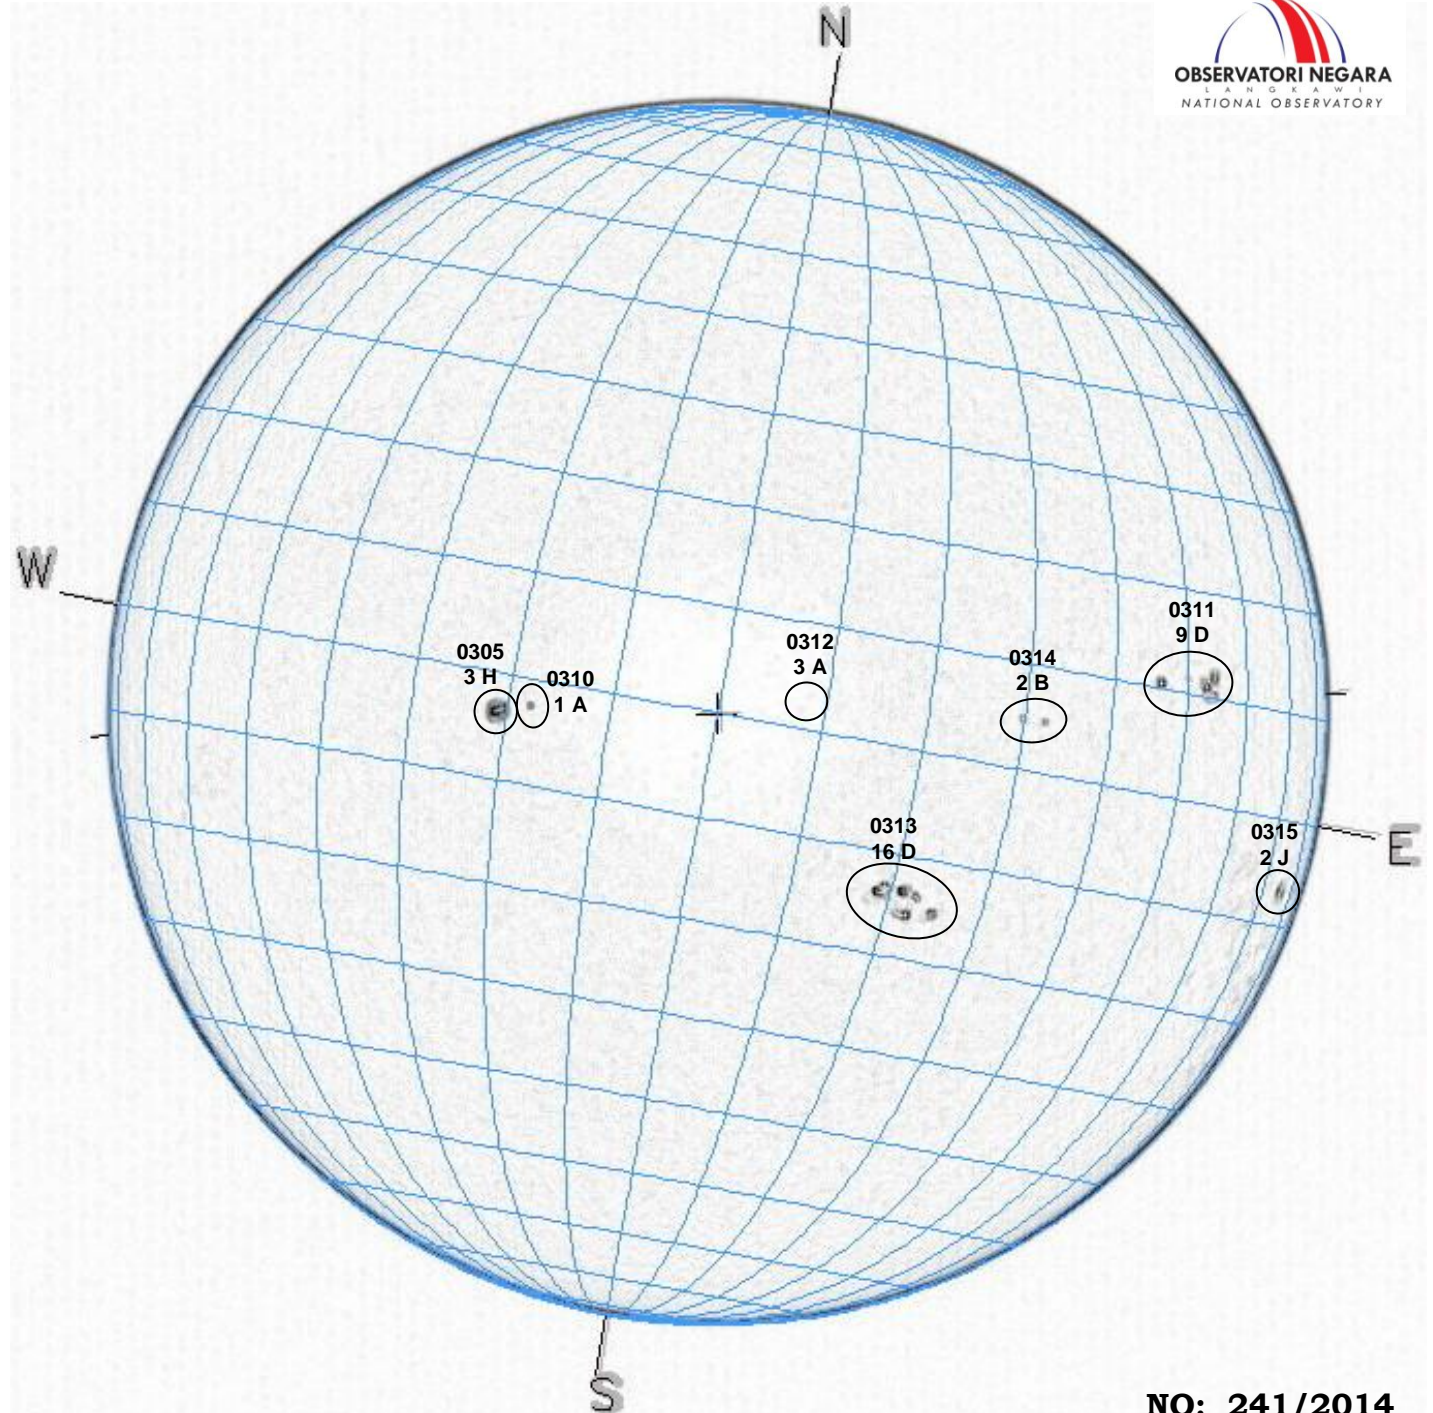 N
OBSERVATORI NEGARA
LANGKAWI
NATIONAL OBSERVATORY
W
0311
9 D
0312
3 A
0305
3 H
0314
2 B
0310
1 A
0313
16 D
0315
2 J
E
S
NO: 241/2014